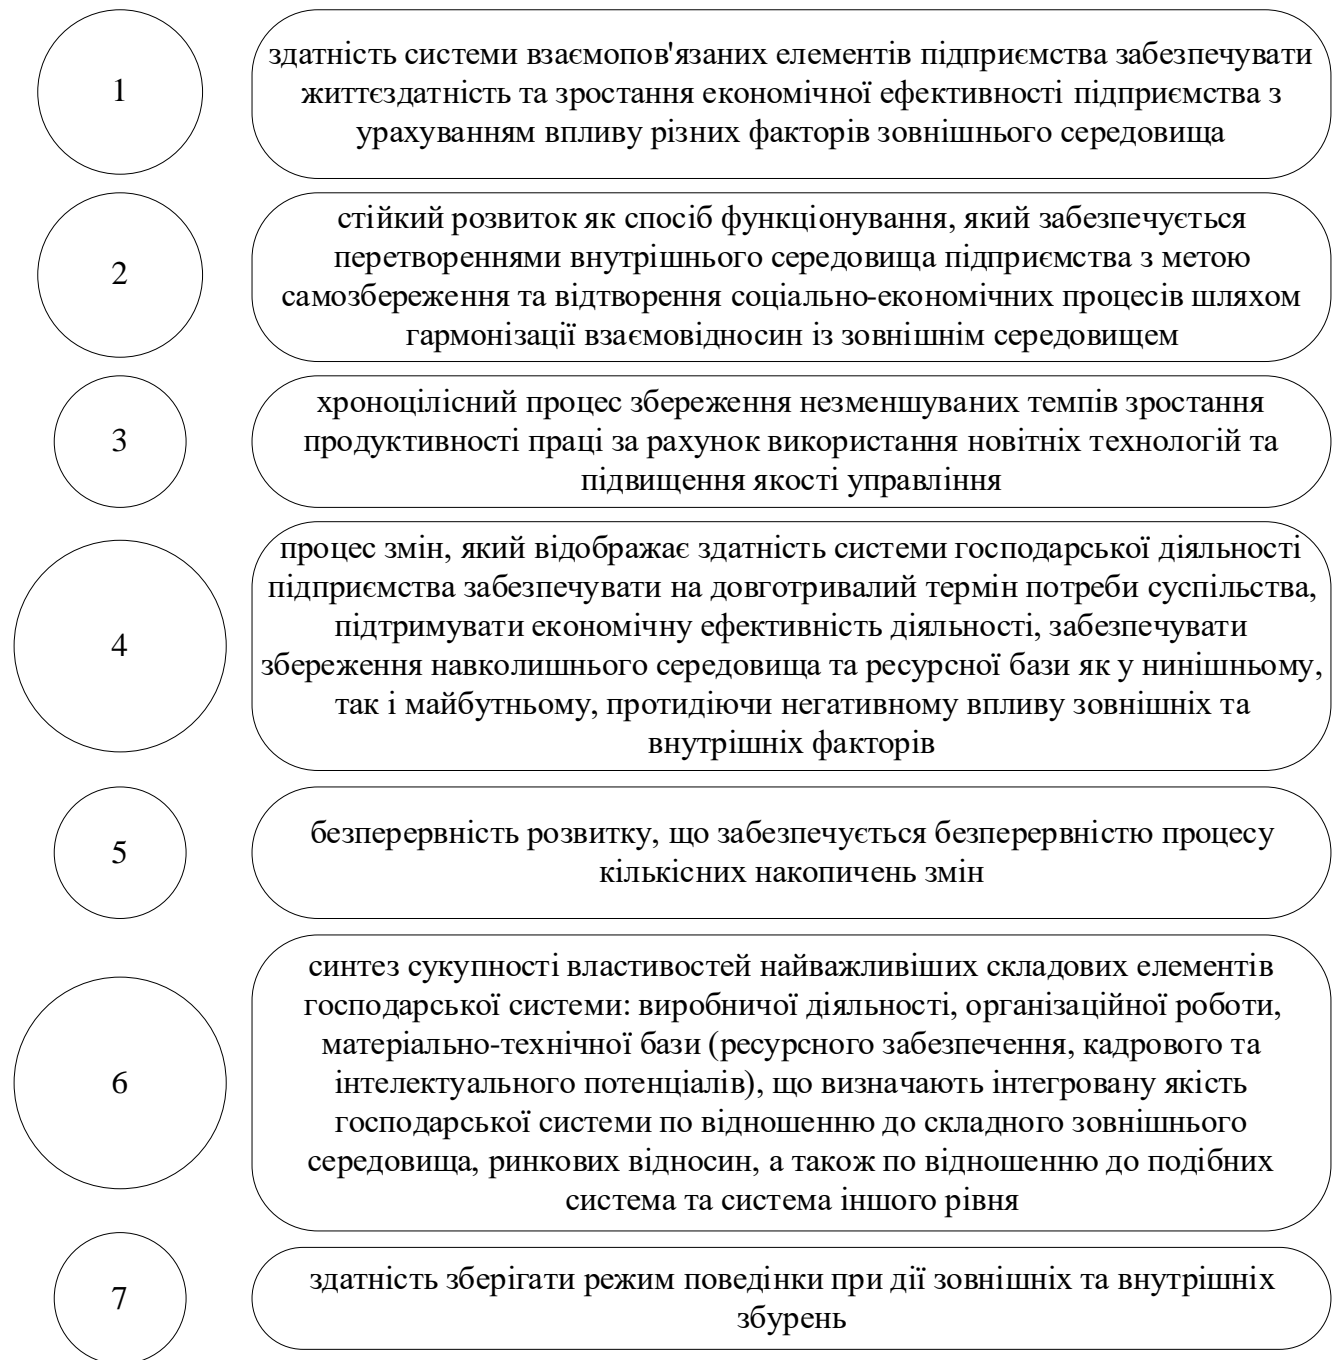 1
здатність системи взаємопов'язаних елементів підприємства забезпечувати
життєздатність та зростання економічної ефективності підприємства з
урахуванням впливу різних факторів зовнішнього середовища
2
стійкий розвиток як спосіб функціонування, який забезпечується
перетвореннями внутрішнього середовища підприємства з метою
самозбереження та відтворення соціально-економічних процесів шляхом
гармонізації взаємовідносин із зовнішнім середовищем
3
хроноцілісний процес збереження незменшуваних темпів зростання
продуктивності праці за рахунок використання новітніх технологій та
підвищення якості управління
4
процес змін, який відображає здатність системи господарської діяльності
підприємства забезпечувати на довготривалий термін потреби суспільства,
підтримувати економічну ефективність діяльності, забезпечувати
збереження навколишнього середовища та ресурсної бази як у нинішньому,
так і майбутньому, протидіючи негативному впливу зовнішніх та
внутрішніх факторів
5
безперервність розвитку, що забезпечується безперервністю процесу
кількісних накопичень змін
6
синтез сукупності властивостей найважливіших складових елементів
господарської системи: виробничої діяльності, організаційної роботи,
матеріально-технічної бази (ресурсного забезпечення, кадрового та
інтелектуального потенціалів), що визначають інтегровану якість
господарської системи по відношенню до складного зовнішнього
середовища, ринкових відносин, а також по відношенню до подібних
система та система іншого рівня
7
здатність зберігати режим поведінки при дії зовнішніх та внутрішніх
збурень